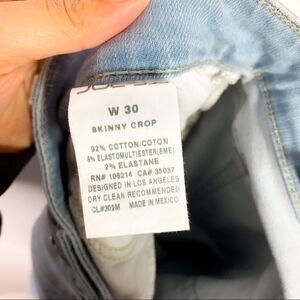 W 30
SKINNY CROP
92% COTTON/COTON
6% ELASTOMULTIESTER(EME)
2% ELASTANE
RN# 106214 CA# 35037
DESIGNED IN LOS ANGELES
DRY CLEAN RECOMMENDED
CL#302M MADE IN MEXICO